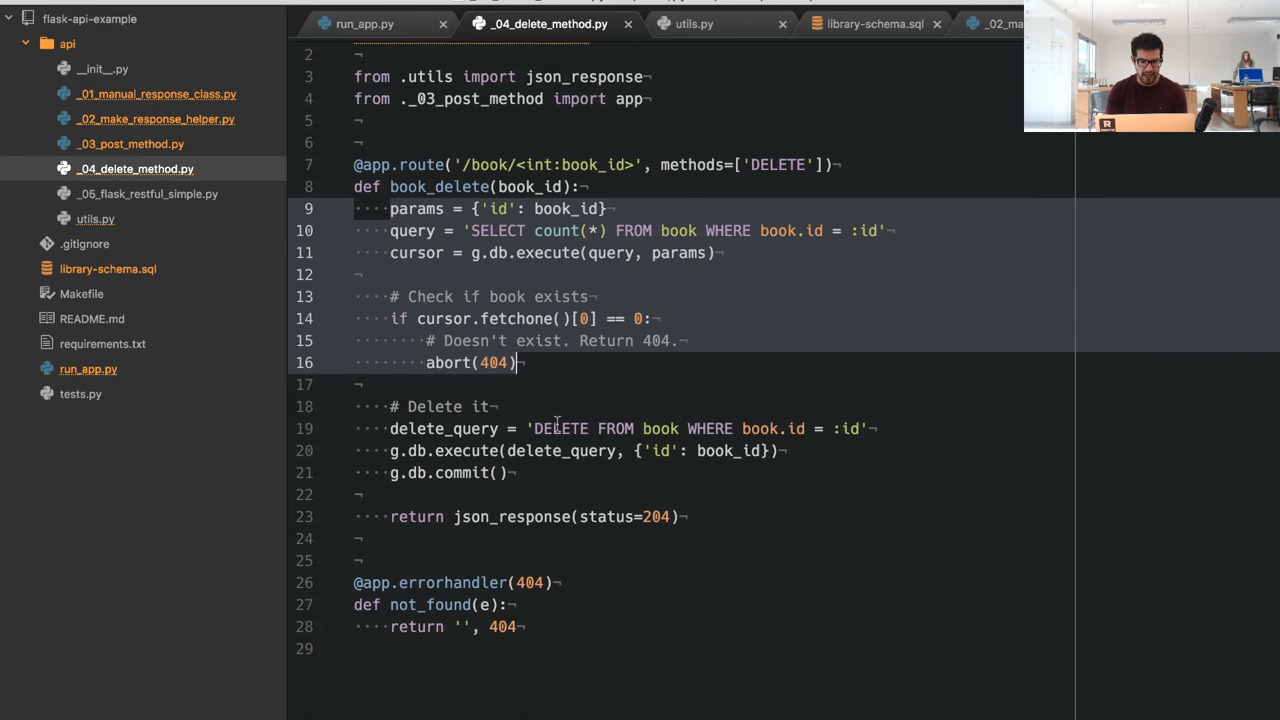 flask-api-example
api
__init__.py
_01_manual_response_class.py
_02_make_response_helper.py
_03_post_method.py
_04_delete_method.py
_05_flask_restful_simple.py
utils.py
.gitignore
library-schema.sql
Makefile
README.md
requirements.txt
run_app.py
tests.py
run_app.py × _04_delete_method.py × utils.py × library-schema.sql × _02_ma
2 ¬
3 from .utils import json_response¬
4 from ._03_post_method import app¬
5 ¬
6 ¬
7 @app.route('/book/<int:book_id>', methods=['DELETE'])¬
8 def book_delete(book_id):¬
9 ····params = {'id': book_id}¬
10 ····query = 'SELECT count(*) FROM book WHERE book.id = :id'¬
11 ····cursor = g.db.execute(query, params)¬
12 ¬
13 ····# Check if book exists¬
14 ····if cursor.fetchone()[0] == 0:¬
15 ········# Doesn't exist. Return 404.¬
16 ········abort(404)¬
17 ¬
18 ····# Delete it¬
19 ····delete_query = 'DELETE FROM book WHERE book.id = :id'¬
20 ····g.db.execute(delete_query, {'id': book_id})¬
21 ····g.db.commit()¬
22 ¬
23 ····return json_response(status=204)¬
24 ¬
25 ¬
26 @app.errorhandler(404)¬
27 def not_found(e):¬
28 ····return '', 404¬
29